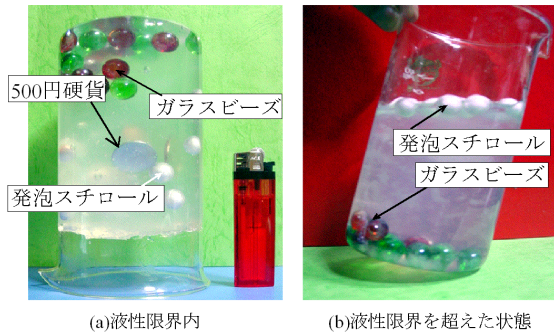 500円硬貨
ガラスビーズ
発泡スチロール
発泡スチロール
ガラスビーズ
(a)液性限界内
(b)液性限界を超えた状態